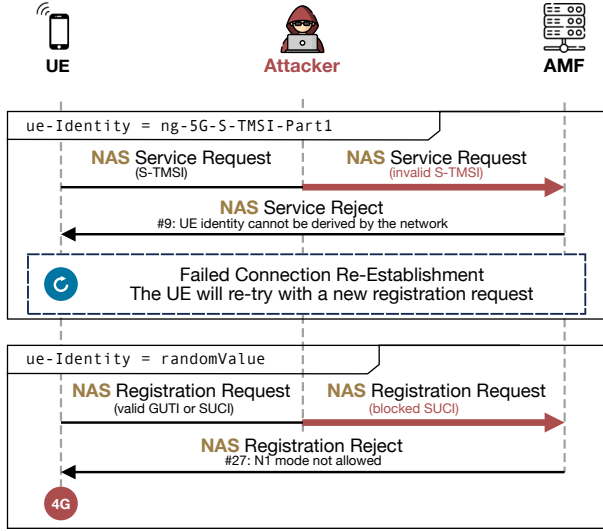 UE
Attacker
AMF
ue-Identity = ng-5G-S-TMSI-Part1
NAS Service Request
(S-TMSI)
NAS Service Request
(invalid S-TMSI)
NAS Service Reject
#9: UE identity cannot be derived by the network
Failed Connection Re-Establishment
The UE will re-try with a new registration request
ue-Identity = randomValue
NAS Registration Request
(valid GUTI or SUCI)
NAS Registration Request
(blocked SUCI)
NAS Registration Reject
#27: N1 mode not allowed
4G